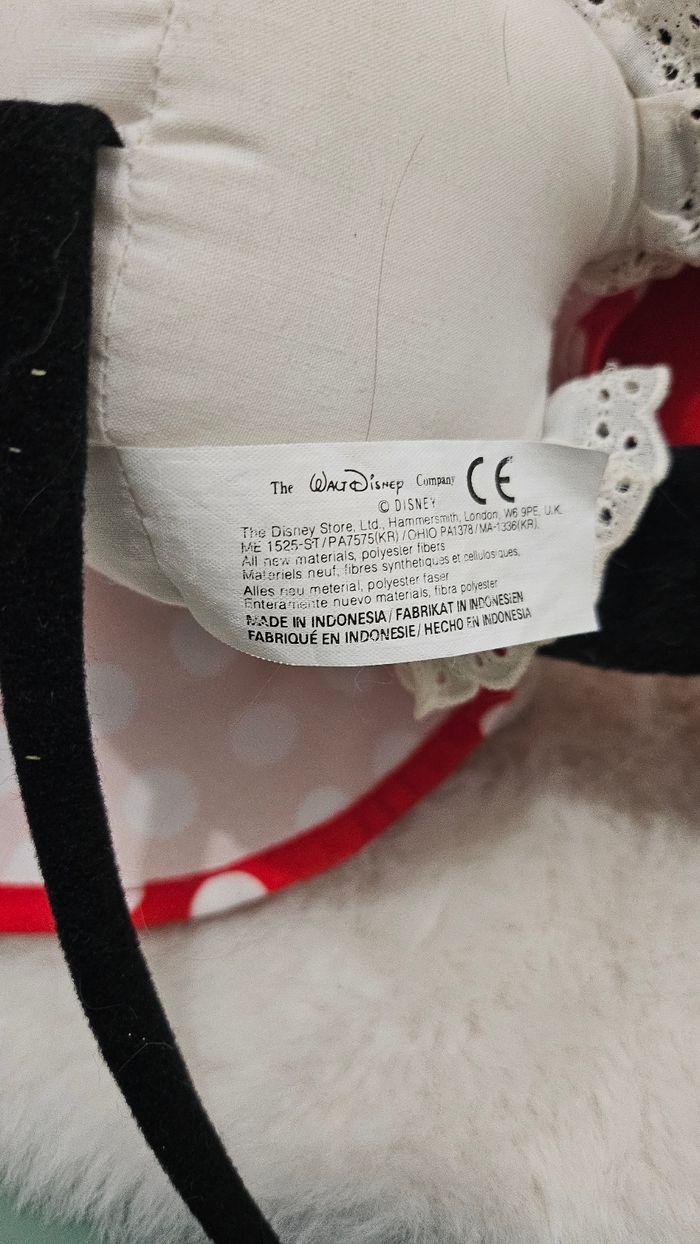 The Walt Disney Company CE
© DISNEY
The Disney Store, Ltd., Hammersmith, London, W6 9PE, U.K.
ME 1525-ST/PA7575(KR)/OHIO PA1378/MA-1336(KR).
All new materials, polyester fibers
Materiels neuf, fibres synthetiques et cellulosiques,
Alles neu meterial, polyester faser
Enteramente nuevo materials, fibra polyester
MADE IN INDONESIA/FABRIKAT IN INDONESIEN
FABRIQUÉ EN INDONESIE/HECHO EN INDONESIA